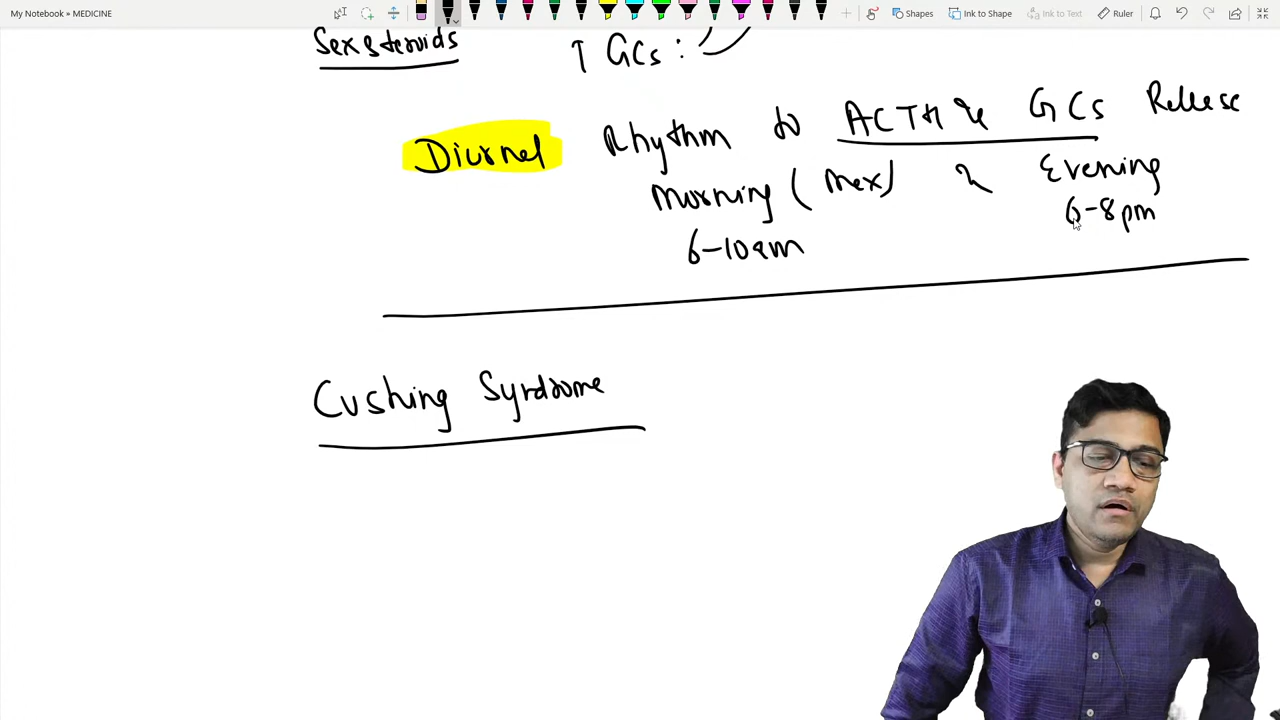 My Notebook » MEDICINE
Shapes Ink to Shape Ink to Text Ruler
Sex steroids ↑ GCs :
Diurnal Rhythm to ACTH & GCs Release
Morning (Max) & Evening
6-10am 6-8pm
Cushing Syndrome